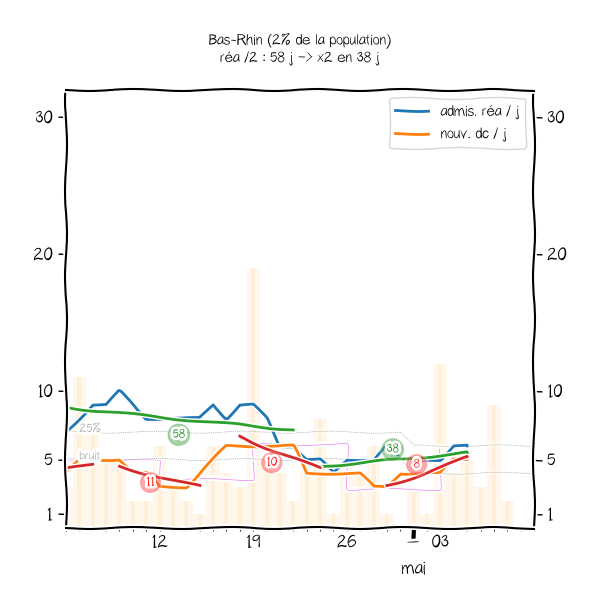 Bas-Rhin (2% de la population)
réa /2 : 58 j -> x2 en 38 j
admis. réa / j
nouv. dc / j
30 30
20 20
10 10
25%
58
38
5 bruit 10 8 5
11
1 1
12 19 26 03
mai